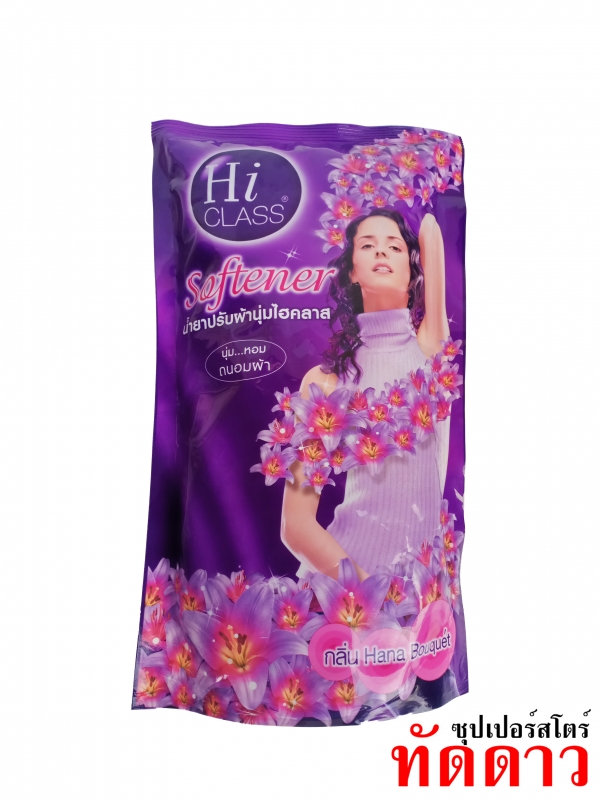 Hi
CLASS®
Softener
น้ำยาปรับผ้านุ่มไฮคลาส
นุ่ม...หอม
ถนอมผ้า
กลิ่น Hana Bouquét
ซุปเปอร์สโตร์
ทัดดาว